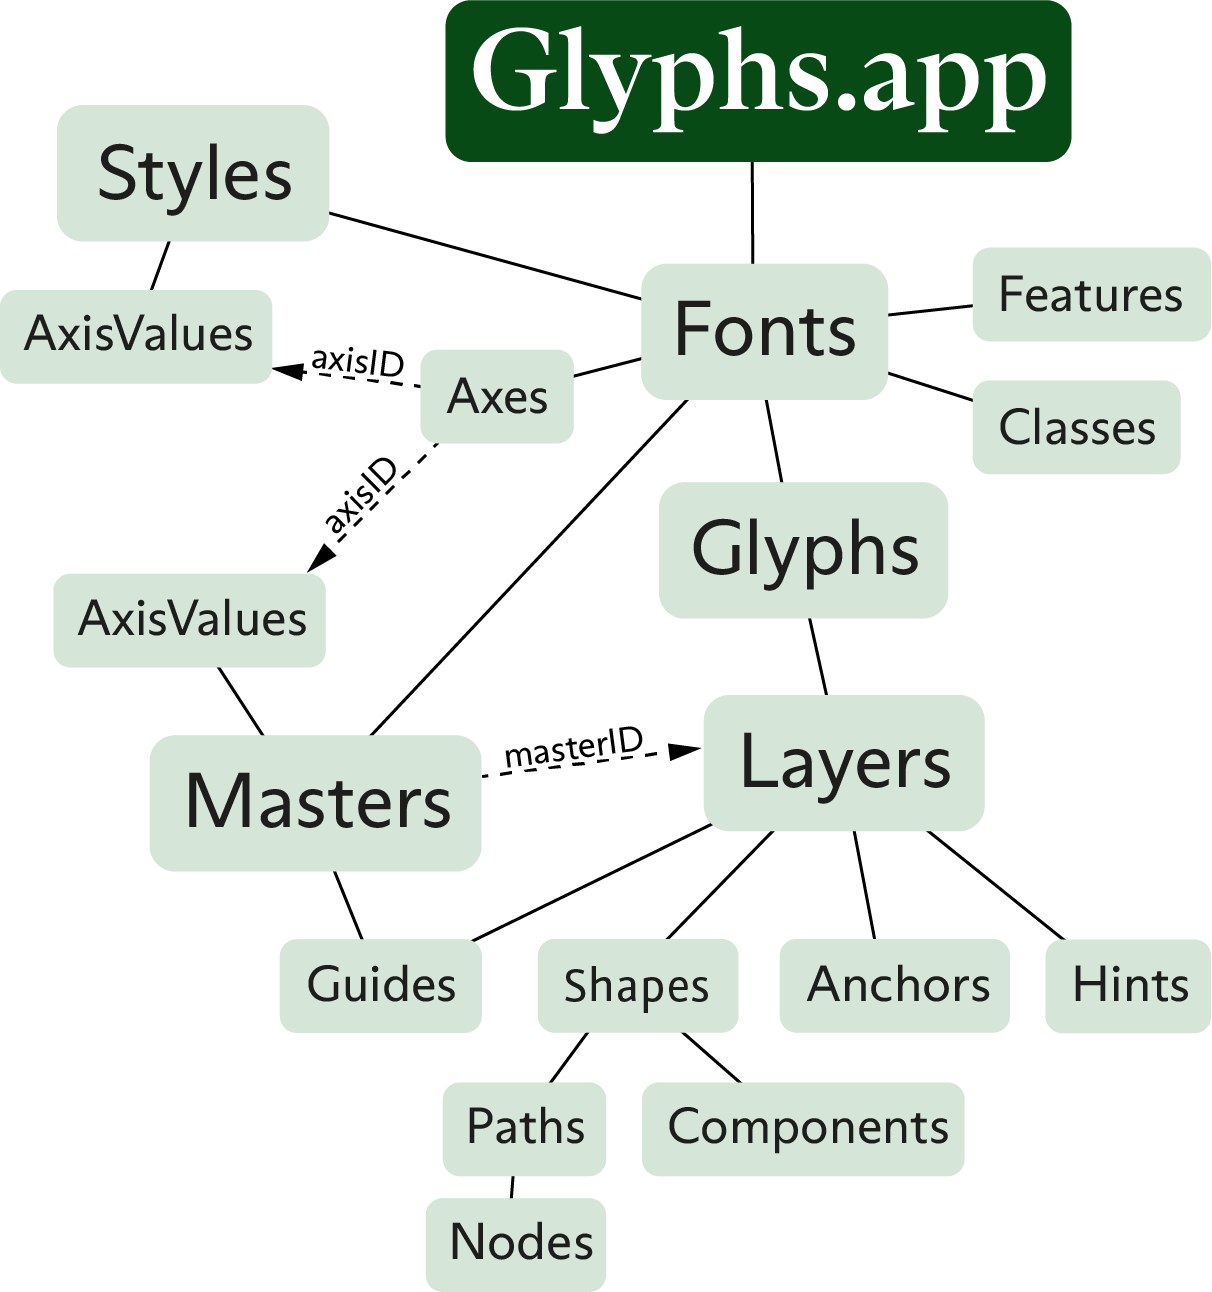 Glyphs.app
Styles
Fonts
Features
AxisValues
axisID
Axes
Classes
axisID
Glyphs
AxisValues
masterID
Layers
Masters
Guides
Shapes
Anchors
Hints
Paths
Components
Nodes